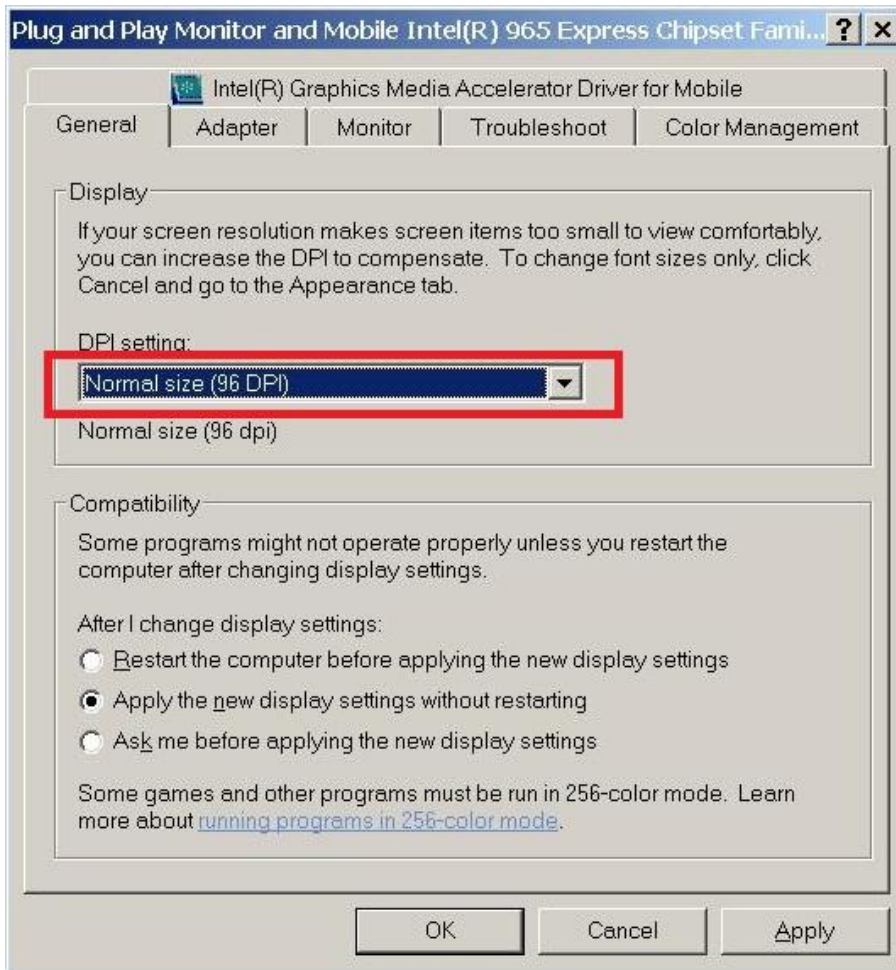 Plug and Play Monitor and Mobile Intel(R) 965 Express Chipset Fami...
Intel(R) Graphics Media Accelerator Driver for Mobile
General Adapter Monitor Troubleshoot Color Management
Display
If your screen resolution makes screen items too small to view comfortably,
you can increase the DPI to compensate. To change font sizes only, click
Cancel and go to the Appearance tab.
DPI setting:
Normal size (96 DPI)
Normal size (96 dpi)
Compatibility
Some programs might not operate properly unless you restart the
computer after changing display settings.
After I change display settings:
Restart the computer before applying the new display settings
Apply the new display settings without restarting
Ask me before applying the new display settings
Some games and other programs must be run in 256-color mode. Learn
more about running programs in 256-color mode.
OK Cancel Apply